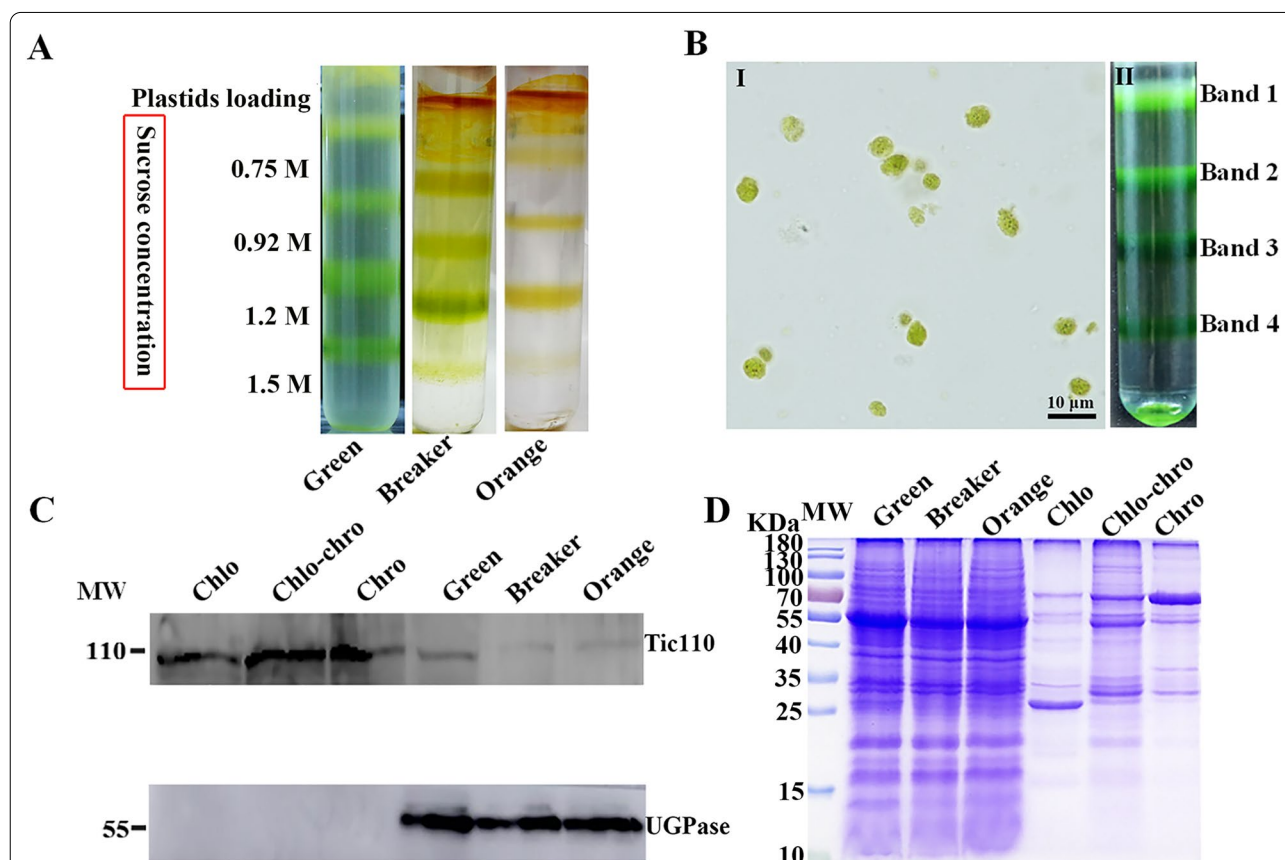 A
Plastids loading
Sucrose concentration
0.75 M
0.92 M
1.2 M
1.5 M
Green
Breaker
Orange
B
I
10 µm
II
Band 1
Band 2
Band 3
Band 4
C
MW
Chlo
Chlo-chro
Chro
Green
Breaker
Orange
110
Tic110
55
UGPase
D
KDa
MW
Green
Breaker
Orange
Chlo
Chlo-chro
Chro
180
130
100
70
55
40
35
25
15
10